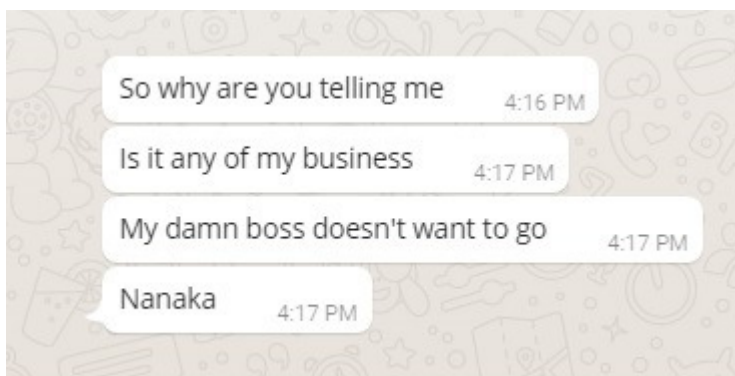 So why are you telling me 4:16 PM
Is it any of my business 4:17 PM
My damn boss doesn't want to go 4:17 PM
Nanaka 4:17 PM